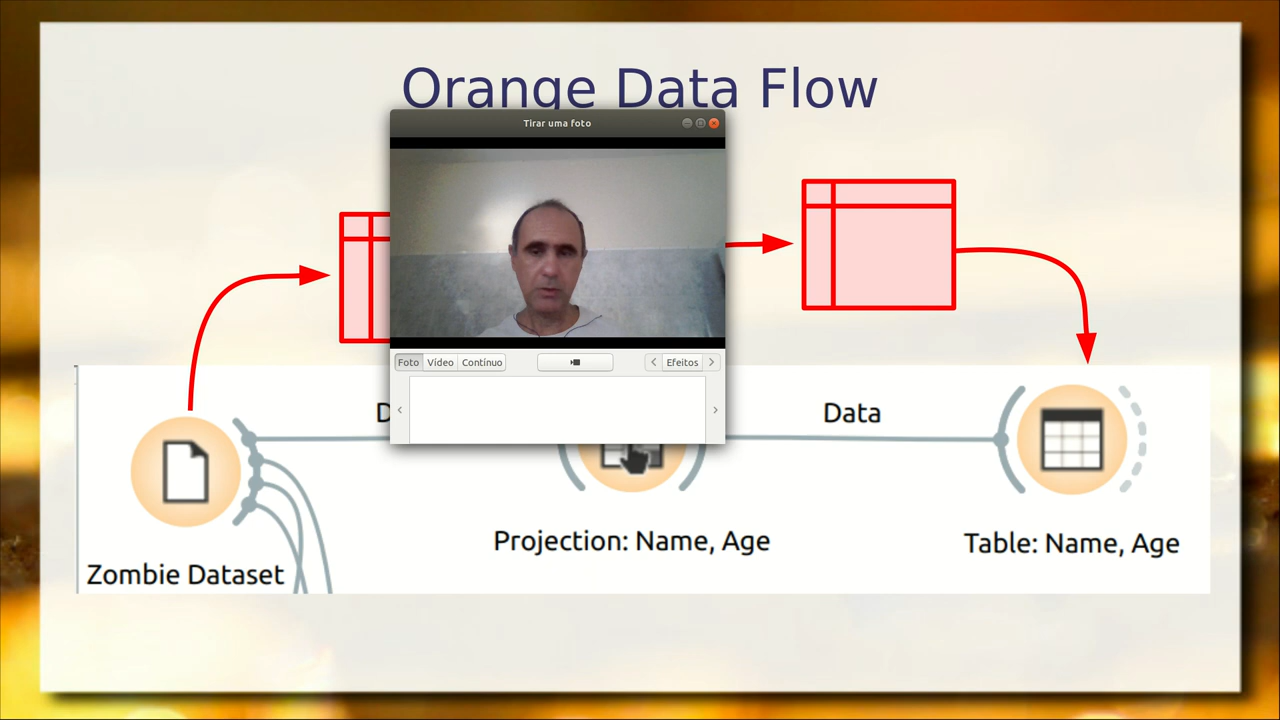 Orange Data Flow
Tirar uma foto
Foto
Vídeo
Contínuo
Efeitos
Data
Projection: Name, Age
Table: Name, Age
Zombie Dataset